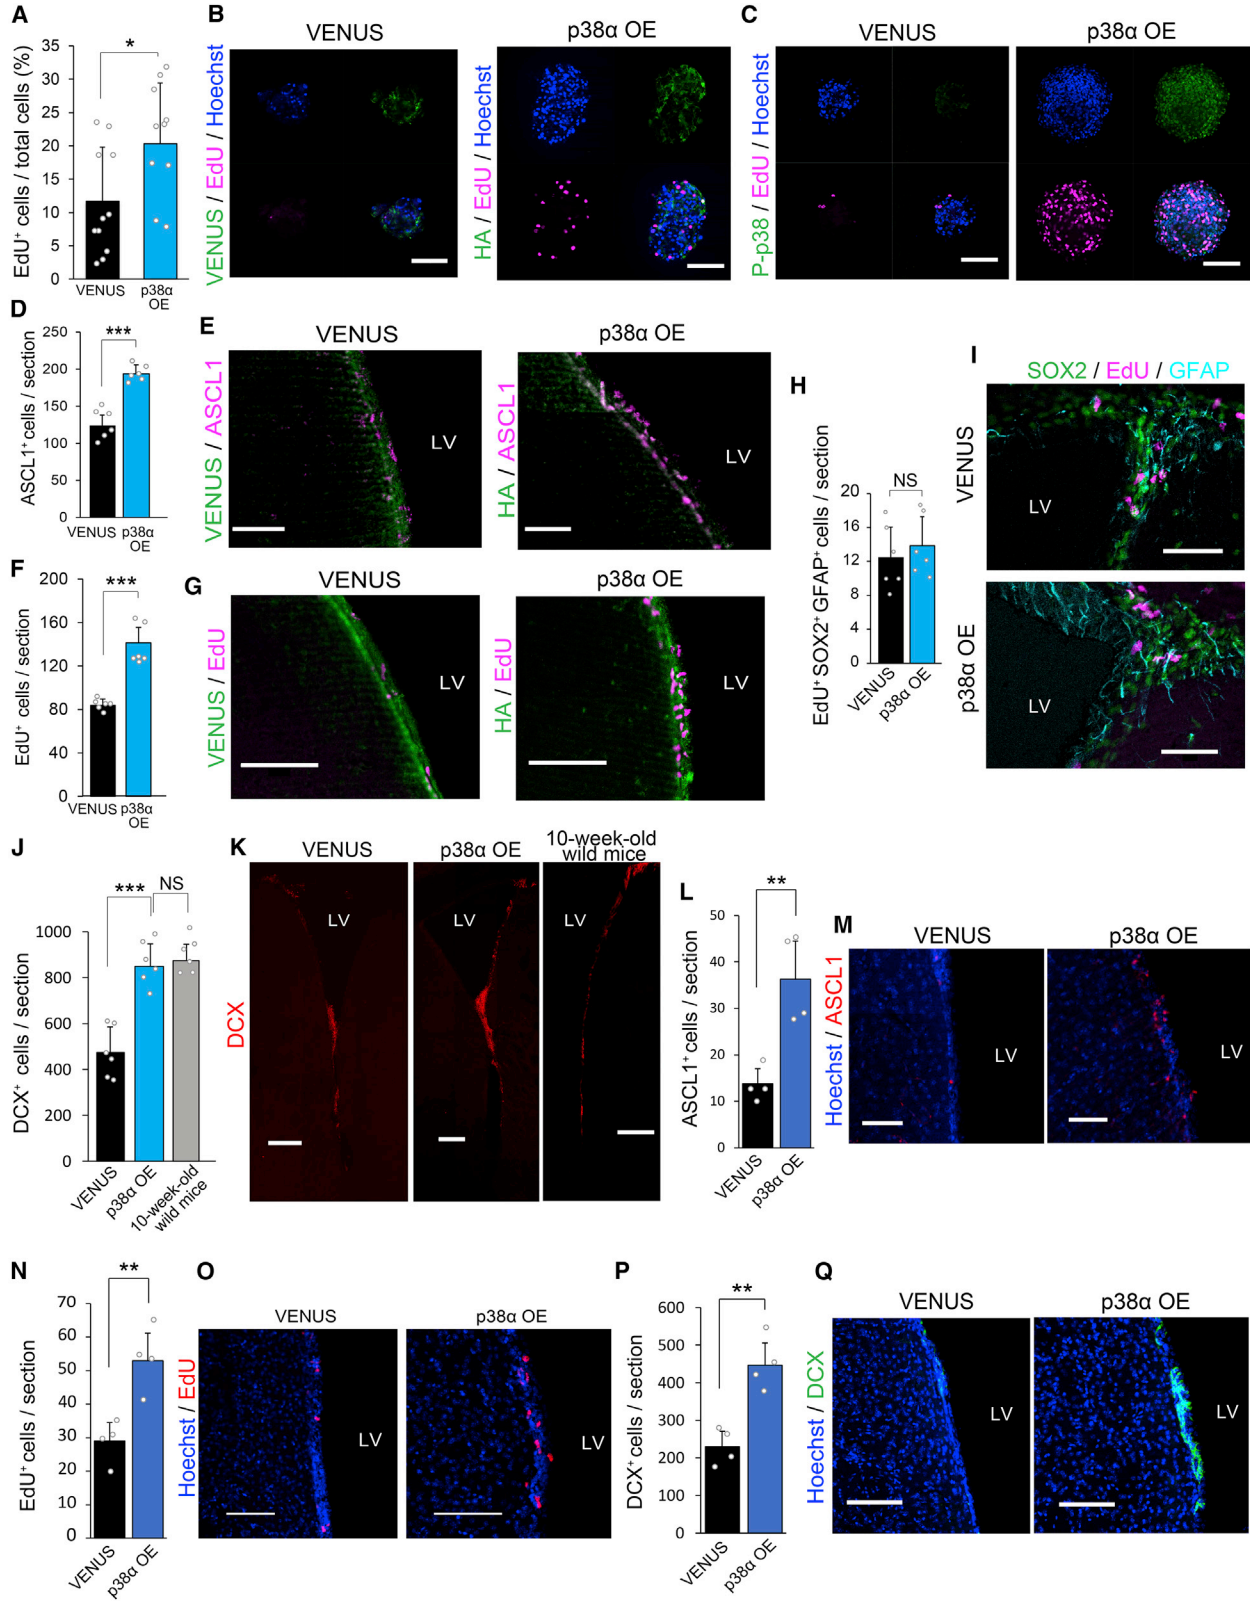 A
EdU⁺ cells / total cells (%)
35
30
25
20
15
10
5
0
*
VENUS
p38α
OE
B
VENUS
p38α OE
VENUS / EdU / Hoechst
HA / EdU / Hoechst
C
VENUS
p38α OE
P-p38 / EdU / Hoechst
D
ASCL1⁺ cells / section
250
200
150
100
50
0
***
VENUS
p38α
OE
E
VENUS
p38α OE
VENUS / ASCL1
LV
HA / ASCL1
LV
F
EdU⁺ cells / section
200
160
120
80
40
0
***
VENUS
p38α
OE
G
VENUS
p38α OE
VENUS / EdU
LV
HA / EdU
LV
H
EdU⁺ SOX2⁺ GFAP⁺ cells / section
20
16
12
8
4
0
NS
VENUS
p38α OE
I
SOX2 / EdU / GFAP
VENUS
LV
p38α OE
LV
J
DCX⁺ cells / section
1000
800
600
400
200
0
***
NS
VENUS
p38α OE
10-week-old
wild mice
K
VENUS
p38α OE
10-week-old
wild mice
DCX
LV
LV
LV
L
ASCL1⁺ cells / section
50
40
30
20
10
0
**
VENUS
p38α OE
M
VENUS
p38α OE
Hoechst / ASCL1
LV
LV
N
EdU⁺ cells / section
70
60
50
40
30
20
10
0
**
VENUS
p38α OE
O
VENUS
p38α OE
Hoechst / EdU
LV
LV
P
DCX⁺ cells / section
600
500
400
300
200
100
0
**
VENUS
p38α OE
Q
VENUS
p38α OE
Hoechst / DCX
LV
LV